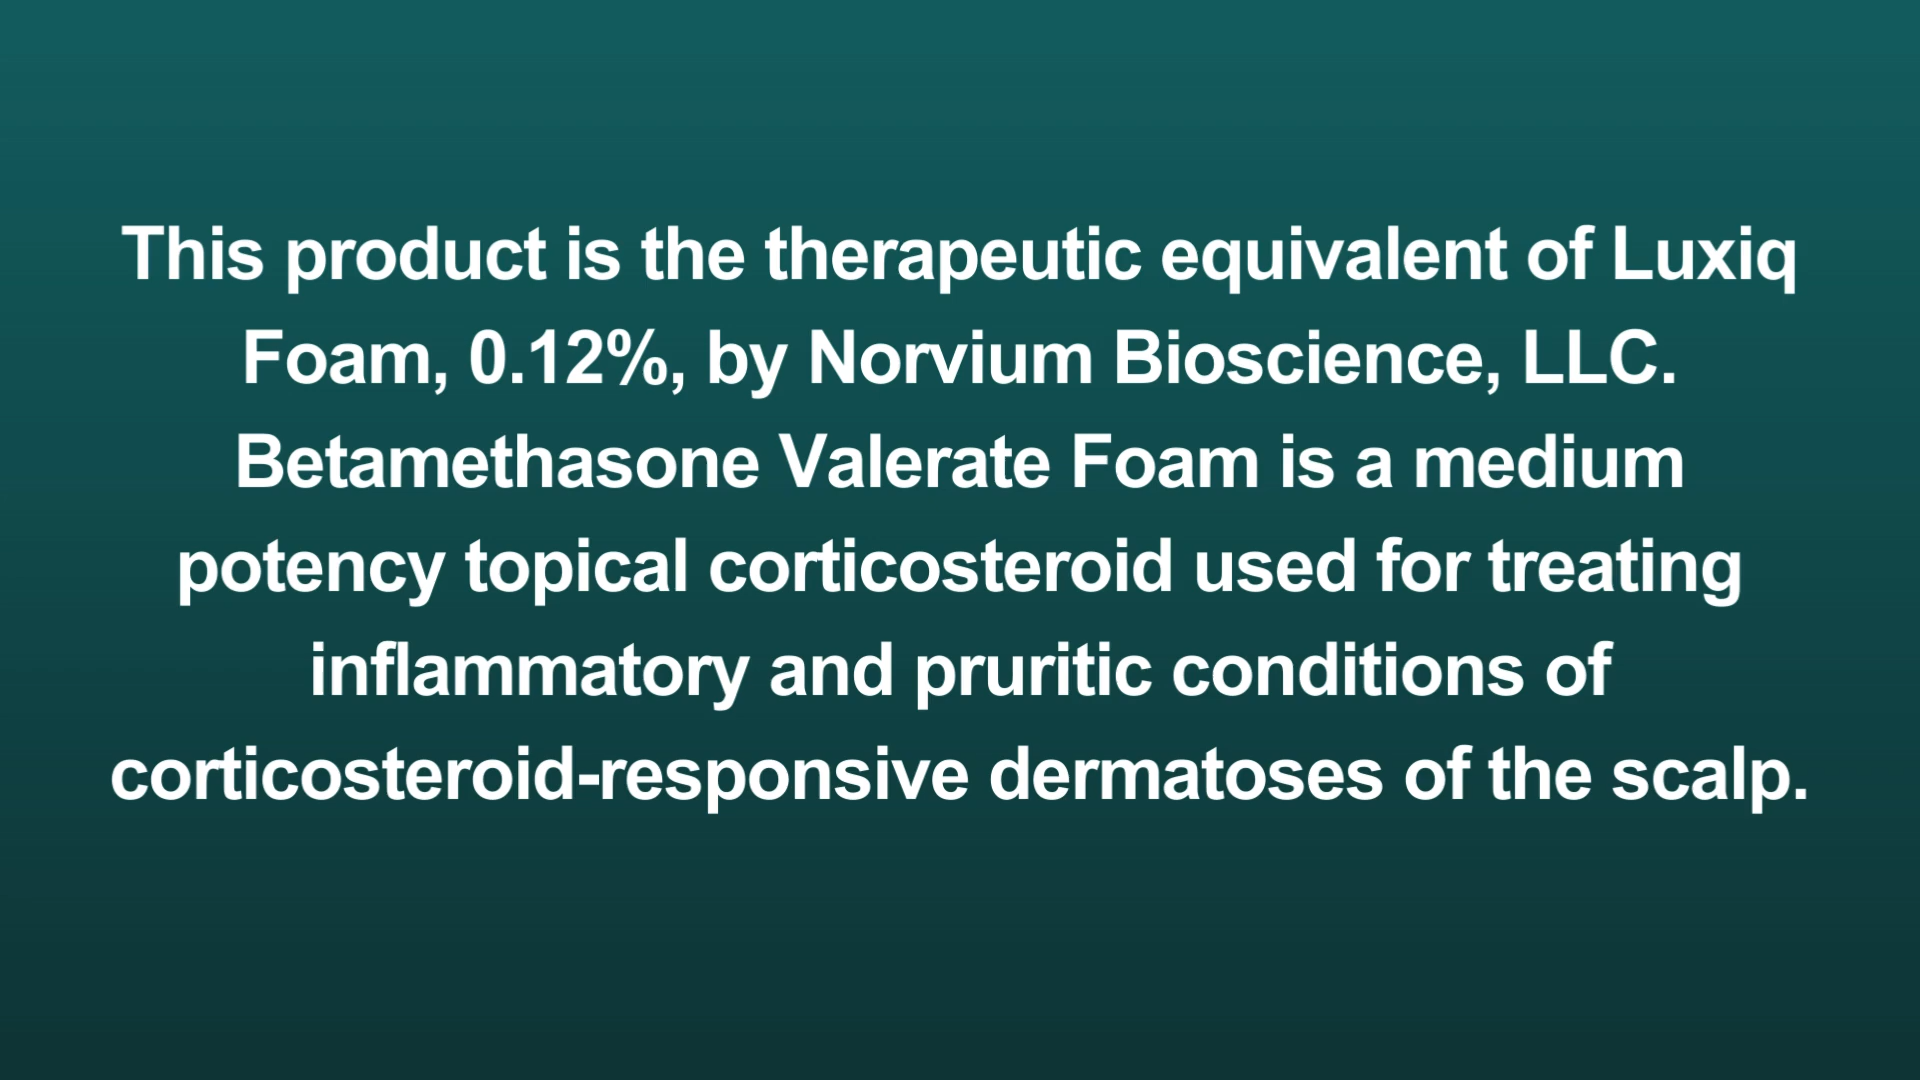 This product is the therapeutic equivalent of Luxiq
Foam, 0.12%, by Norvium Bioscience, LLC.
Betamethasone Valerate Foam is a medium
potency topical corticosteroid used for treating
inflammatory and pruritic conditions of
corticosteroid-responsive dermatoses of the scalp.